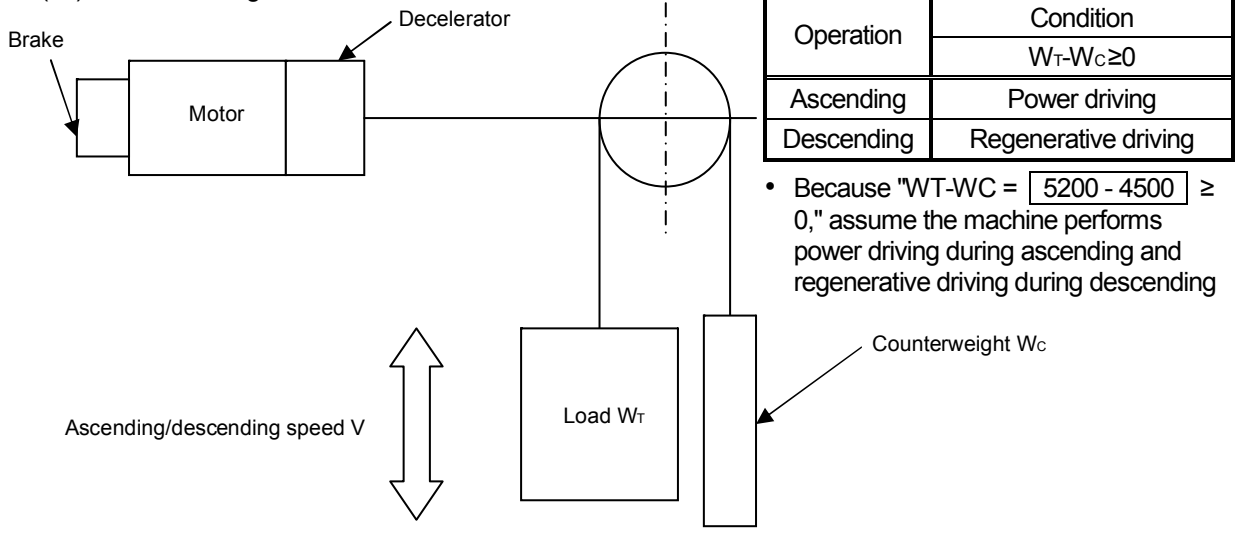 Decelerator
Brake
Motor
Operation
Condition
WT-WC≥0
Ascending
Power driving
Descending
Regenerative driving
• Because "WT-WC = 5200 - 4500 ≥
0," assume the machine performs
power driving during ascending and
regenerative driving during descending
Counterweight WC
Load WT
Ascending/descending speed V